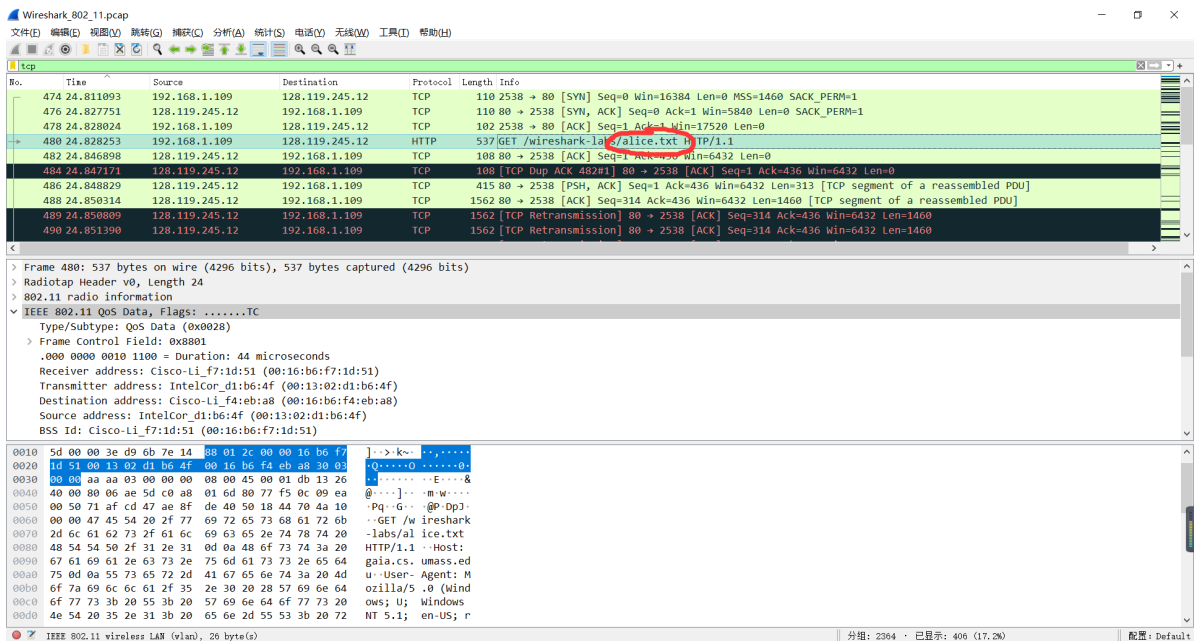 Wireshark_802_11.pcap
文件(F) 编辑(E) 视图(V) 跳转(G) 捕获(C) 分析(A) 统计(S) 电话(Y) 无线(W) 工具(T) 帮助(H)
tcp
No. Time Source Destination Protocol Length Info
474 24.811093 192.168.1.109 128.119.245.12 TCP 110 2538 → 80 [SYN] Seq=0 Win=16384 Len=0 MSS=1460 SACK_PERM=1
476 24.827751 128.119.245.12 192.168.1.109 TCP 110 80 → 2538 [SYN, ACK] Seq=0 Ack=1 Win=5840 Len=0 SACK_PERM=1
478 24.828024 192.168.1.109 128.119.245.12 TCP 102 2538 → 80 [ACK] Seq=1 Ack=1 Win=17520 Len=0
480 24.828253 192.168.1.109 128.119.245.12 HTTP 537 GET /wireshark-labs/alice.txt HTTP/1.1
482 24.846898 128.119.245.12 192.168.1.109 TCP 108 80 → 2538 [ACK] Seq=1 Ack=436 Win=6432 Len=0
484 24.847171 128.119.245.12 192.168.1.109 TCP 108 [TCP Dup ACK 482#1] 80 → 2538 [ACK] Seq=1 Ack=436 Win=6432 Len=0
486 24.848829 128.119.245.12 192.168.1.109 TCP 415 80 → 2538 [PSH, ACK] Seq=1 Ack=436 Win=6432 Len=313 [TCP segment of a reassembled PDU]
488 24.850314 128.119.245.12 192.168.1.109 TCP 1562 80 → 2538 [ACK] Seq=314 Ack=436 Win=6432 Len=1460 [TCP segment of a reassembled PDU]
489 24.850809 128.119.245.12 192.168.1.109 TCP 1562 [TCP Retransmission] 80 → 2538 [ACK] Seq=314 Ack=436 Win=6432 Len=1460
490 24.851390 128.119.245.12 192.168.1.109 TCP 1562 [TCP Retransmission] 80 → 2538 [ACK] Seq=314 Ack=436 Win=6432 Len=1460
Frame 480: 537 bytes on wire (4296 bits), 537 bytes captured (4296 bits)
Radiotap Header v0, Length 24
802.11 radio information
IEEE 802.11 QoS Data, Flags: .......TC
Type/Subtype: QoS Data (0x0028)
Frame Control Field: 0x8801
.000 0000 0010 1100 = Duration: 44 microseconds
Receiver address: Cisco-Li_f7:1d:51 (00:16:b6:f7:1d:51)
Transmitter address: IntelCor_d1:b6:4f (00:13:02:d1:b6:4f)
Destination address: Cisco-Li_f4:eb:a8 (00:16:b6:f4:eb:a8)
Source address: IntelCor_d1:b6:4f (00:13:02:d1:b6:4f)
BSS Id: Cisco-Li_f7:1d:51 (00:16:b6:f7:1d:51)
0010 5d 00 00 3e d9 6b 7e 14 88 01 2c 00 00 16 b6 f7 ]··>·k~· ··,·····
0020 1d 51 00 13 02 d1 b6 4f 00 16 b6 f4 eb a8 30 03 ·Q·····O ······0·
0030 00 00 aa aa 03 00 00 00 08 00 45 00 01 db 13 26 ········ ··E····&
0040 40 00 80 06 ae 5d c0 a8 01 6d 80 77 f5 0c 09 ea @····]·· ·m·w····
0050 00 50 71 af cd 47 ae 8f de 40 50 18 44 70 4a 10 ·Pq··G·· ·@P·DpJ·
0060 00 00 47 45 54 20 2f 77 69 72 65 73 68 61 72 6b ··GET /w ireshark
0070 2d 6c 61 62 73 2f 61 6c 69 63 65 2e 74 78 74 20 -labs/al ice.txt
0080 48 54 54 50 2f 31 2e 31 0d 0a 48 6f 73 74 3a 20 HTTP/1.1 ··Host:
0090 67 61 69 61 2e 63 73 2e 75 6d 61 73 73 2e 65 64 gaia.cs. umass.ed
00a0 75 0d 0a 55 73 65 72 2d 41 67 65 6e 74 3a 20 4d u··User- Agent: M
00b0 6f 7a 69 6c 6c 61 2f 35 2e 30 20 28 57 69 6e 64 ozilla/5 .0 (Wind
00c0 6f 77 73 3b 20 55 3b 20 57 69 6e 64 6f 77 73 20 ows; U; Windows
00d0 4e 54 20 35 2e 31 3b 20 65 6e 2d 55 53 3b 20 72 NT 5.1; en-US; r
IEEE 802.11 wireless LAN (wlan), 26 byte(s) 分组: 2364 · 已显示: 406 (17.2%) 配置: Default